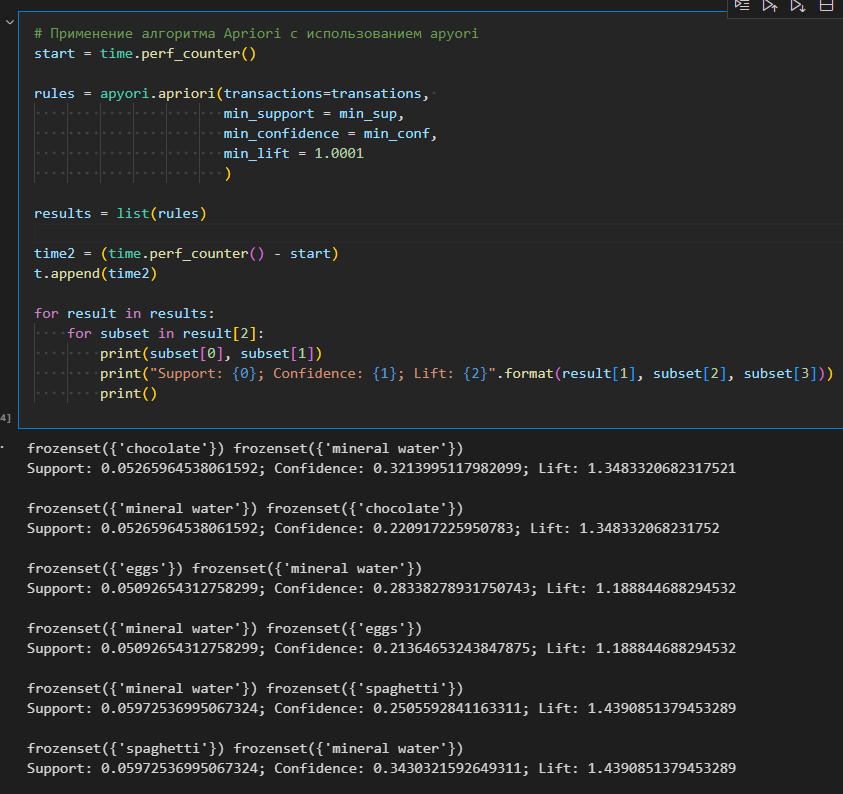 # Применение алгоритма Apriori с использованием apyori
start = time.perf_counter()
rules = apyori.apriori(transactions=transations,
min_support = min_sup,
min_confidence = min_conf,
min_lift = 1.0001
)
results = list(rules)
time2 = (time.perf_counter() - start)
t.append(time2)
for result in results:
for subset in result[2]:
print(subset[0], subset[1])
print("Support: {0}; Confidence: {1}; Lift: {2}".format(result[1], subset[2], subset[3]))
print()
4]
frozenset({'chocolate'}) frozenset({'mineral water'})
Support: 0.05265964538061592; Confidence: 0.3213995117982099; Lift: 1.3483320682317521
frozenset({'mineral water'}) frozenset({'chocolate'})
Support: 0.05265964538061592; Confidence: 0.220917225950783; Lift: 1.348332068231752
frozenset({'eggs'}) frozenset({'mineral water'})
Support: 0.05092654312758299; Confidence: 0.28338278931750743; Lift: 1.188844688294532
frozenset({'mineral water'}) frozenset({'eggs'})
Support: 0.05092654312758299; Confidence: 0.21364653243847875; Lift: 1.188844688294532
frozenset({'mineral water'}) frozenset({'spaghetti'})
Support: 0.05972536995067324; Confidence: 0.2505592841163311; Lift: 1.4390851379453289
frozenset({'spaghetti'}) frozenset({'mineral water'})
Support: 0.05972536995067324; Confidence: 0.3430321592649311; Lift: 1.4390851379453289